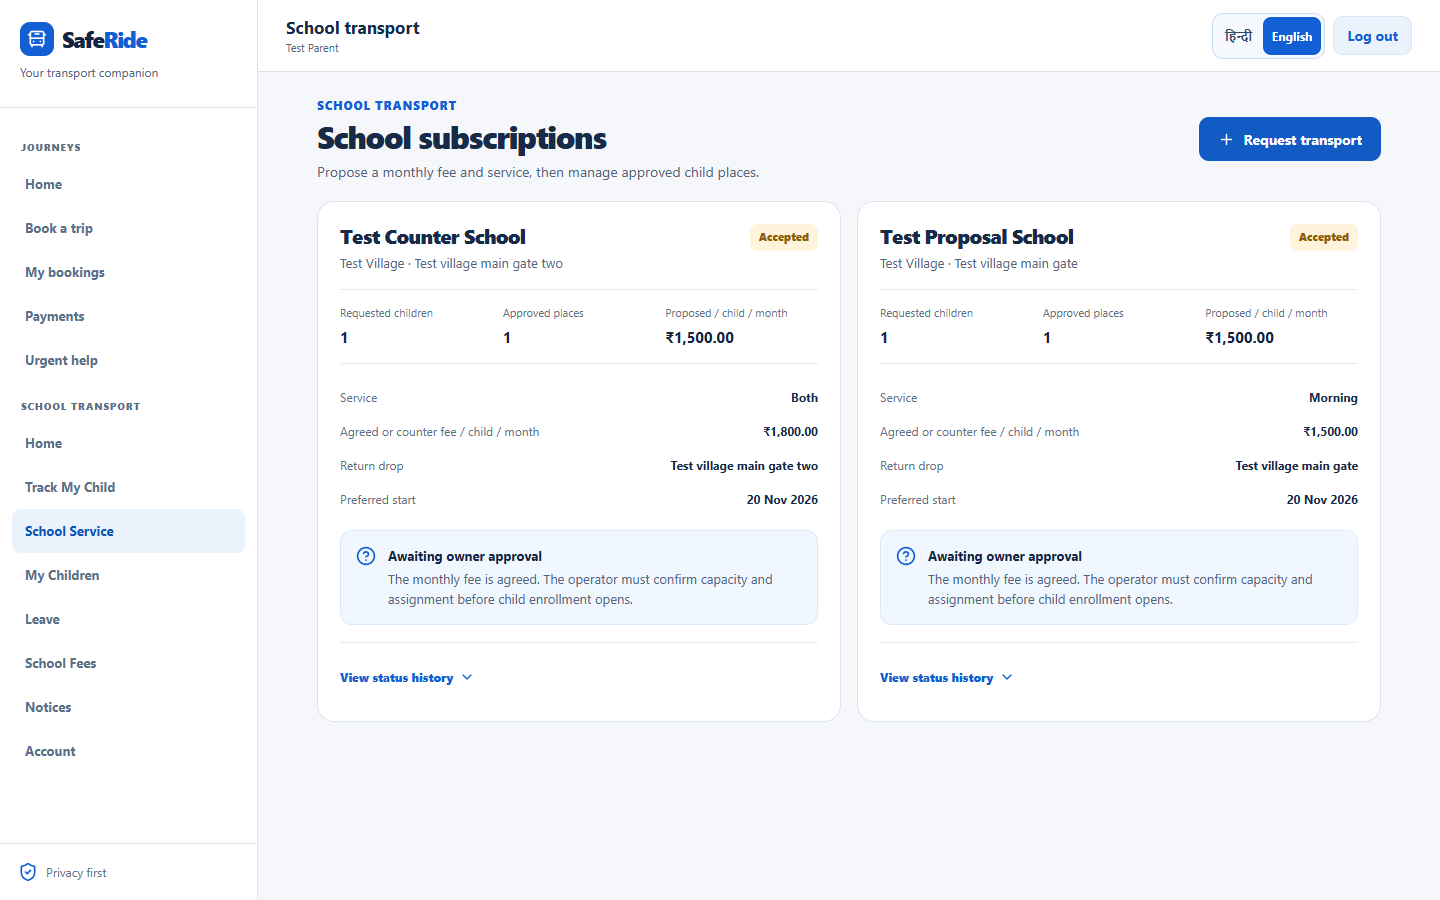 SafeRide
Your transport companion
JOURNEYS
Home
Book a trip
My bookings
Payments
Urgent help
SCHOOL TRANSPORT
Home
Track My Child
School Service
My Children
Leave
School Fees
Notices
Account
Privacy first
School transport
Test Parent
हिन्दी English Log out
SCHOOL TRANSPORT
School subscriptions
Propose a monthly fee and service, then manage approved child places.
+ Request transport
Test Counter School Accepted
Test Village · Test village main gate two
Requested children Approved places Proposed / child / month
1 1 ₹1,500.00
Service Both
Agreed or counter fee / child / month ₹1,800.00
Return drop Test village main gate two
Preferred start 20 Nov 2026
Awaiting owner approval
The monthly fee is agreed. The operator must confirm capacity and
assignment before child enrollment opens.
View status history
Test Proposal School Accepted
Test Village · Test village main gate
Requested children Approved places Proposed / child / month
1 1 ₹1,500.00
Service Morning
Agreed or counter fee / child / month ₹1,500.00
Return drop Test village main gate
Preferred start 20 Nov 2026
Awaiting owner approval
The monthly fee is agreed. The operator must confirm capacity and
assignment before child enrollment opens.
View status history